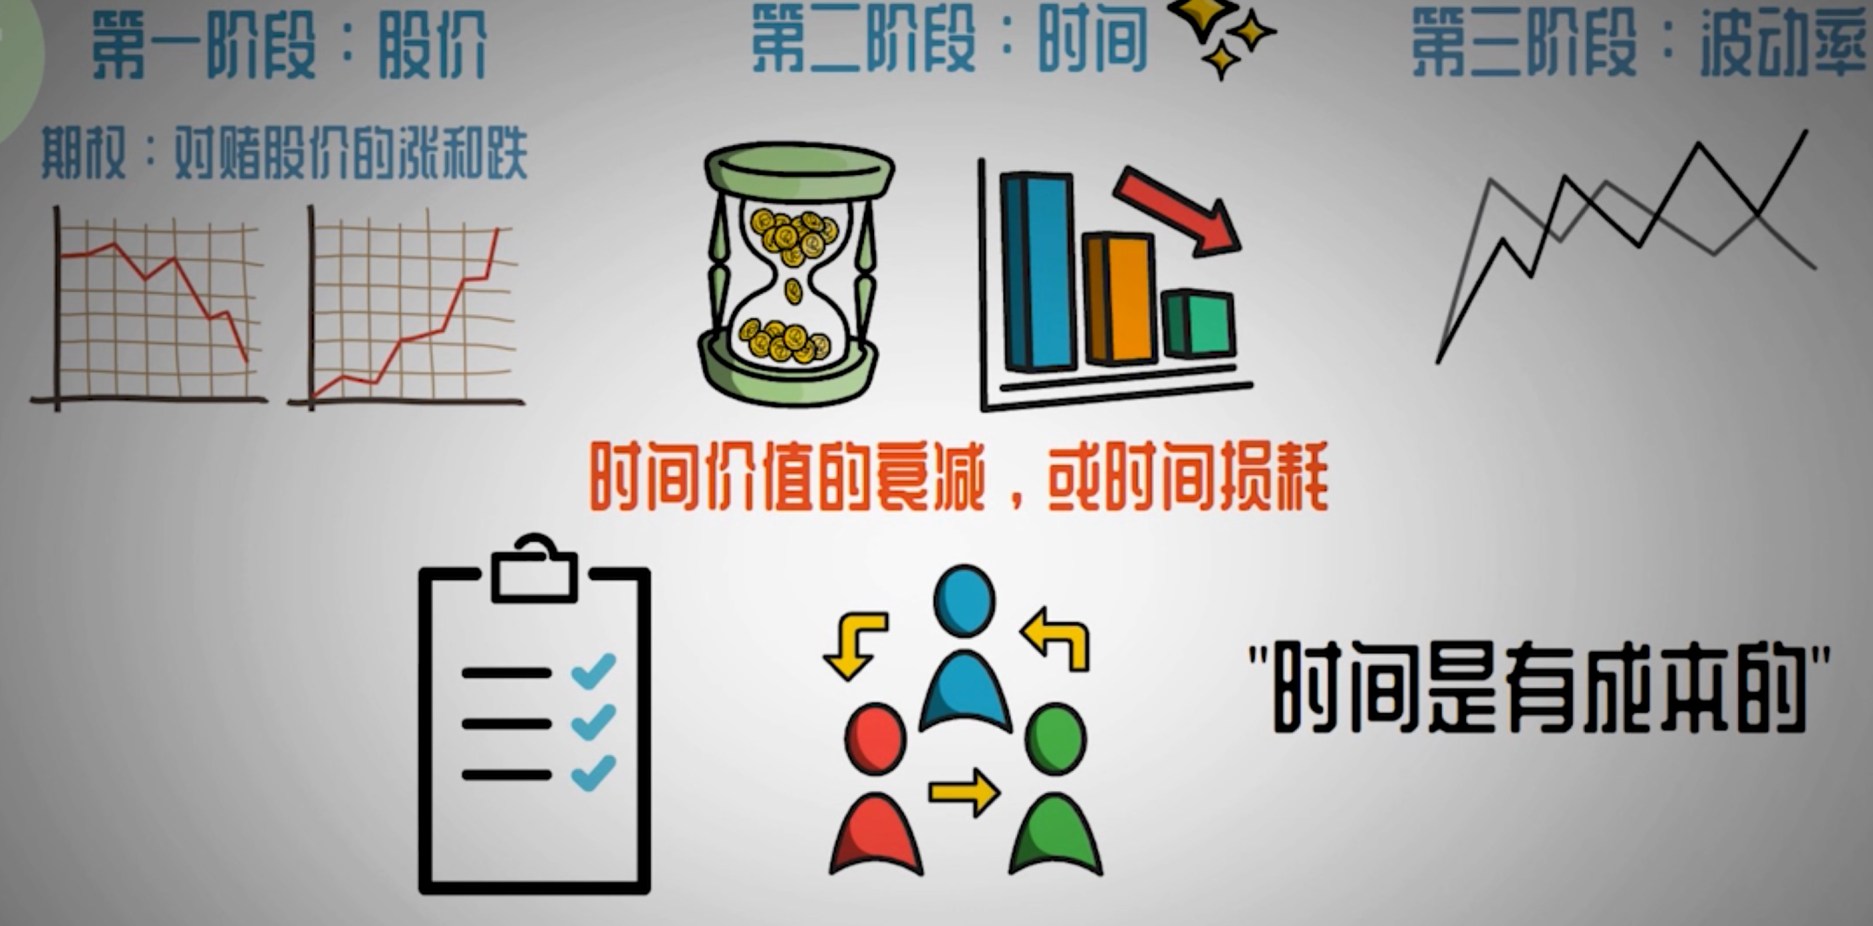 第一阶段：股价
第二阶段：时间
第三阶段：波动率
期权：对赌股价的涨和跌
时间价值的衰减，或时间损耗
"时间是有成本的"